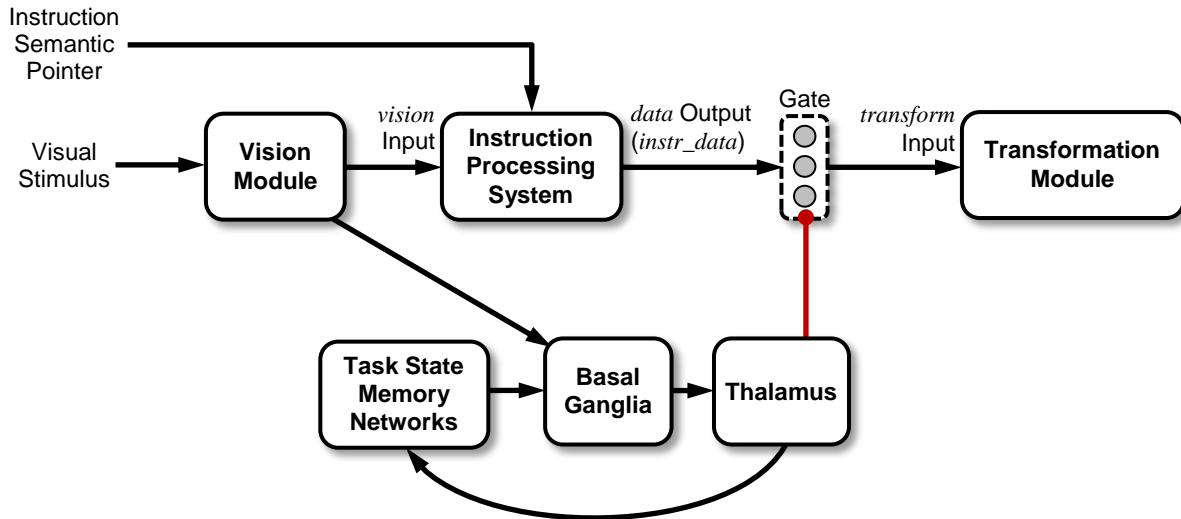 Instruction
Semantic
Pointer
Visual
Stimulus
Vision
Module
vision
Input
Instruction
Processing
System
data Output
(instr_data)
Gate
transform
Input
Transformation
Module
Task State
Memory
Networks
Basal
Ganglia
Thalamus